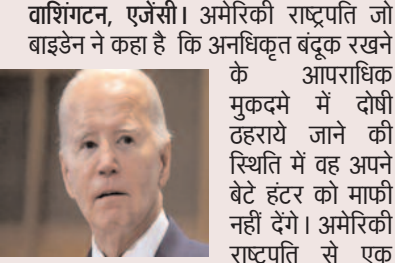 वाशिंगटन, एजेंसी। अमेरिकी राष्ट्रपति जो
बाइडेन ने कहा है कि अनधिकृत बंदूक रखने
के आपराधिक
मुकदमे में दोषी
ठहराये जाने की
स्थिति में वह अपने
बेटे हंटर को माफी
नहीं देंगे। अमेरिकी
राष्ट्रपति से एक